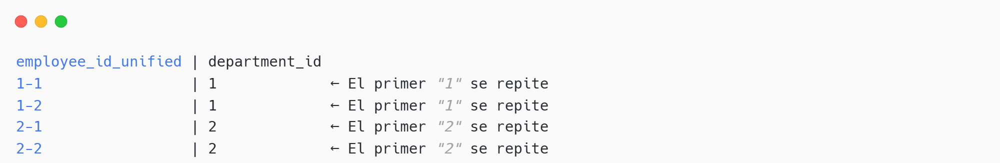 employee_id_unified | department_id
1-1                 | 1             ← El primer "1" se repite
1-2                 | 1             ← El primer "1" se repite
2-1                 | 2             ← El primer "2" se repite
2-2                 | 2             ← El primer "2" se repite